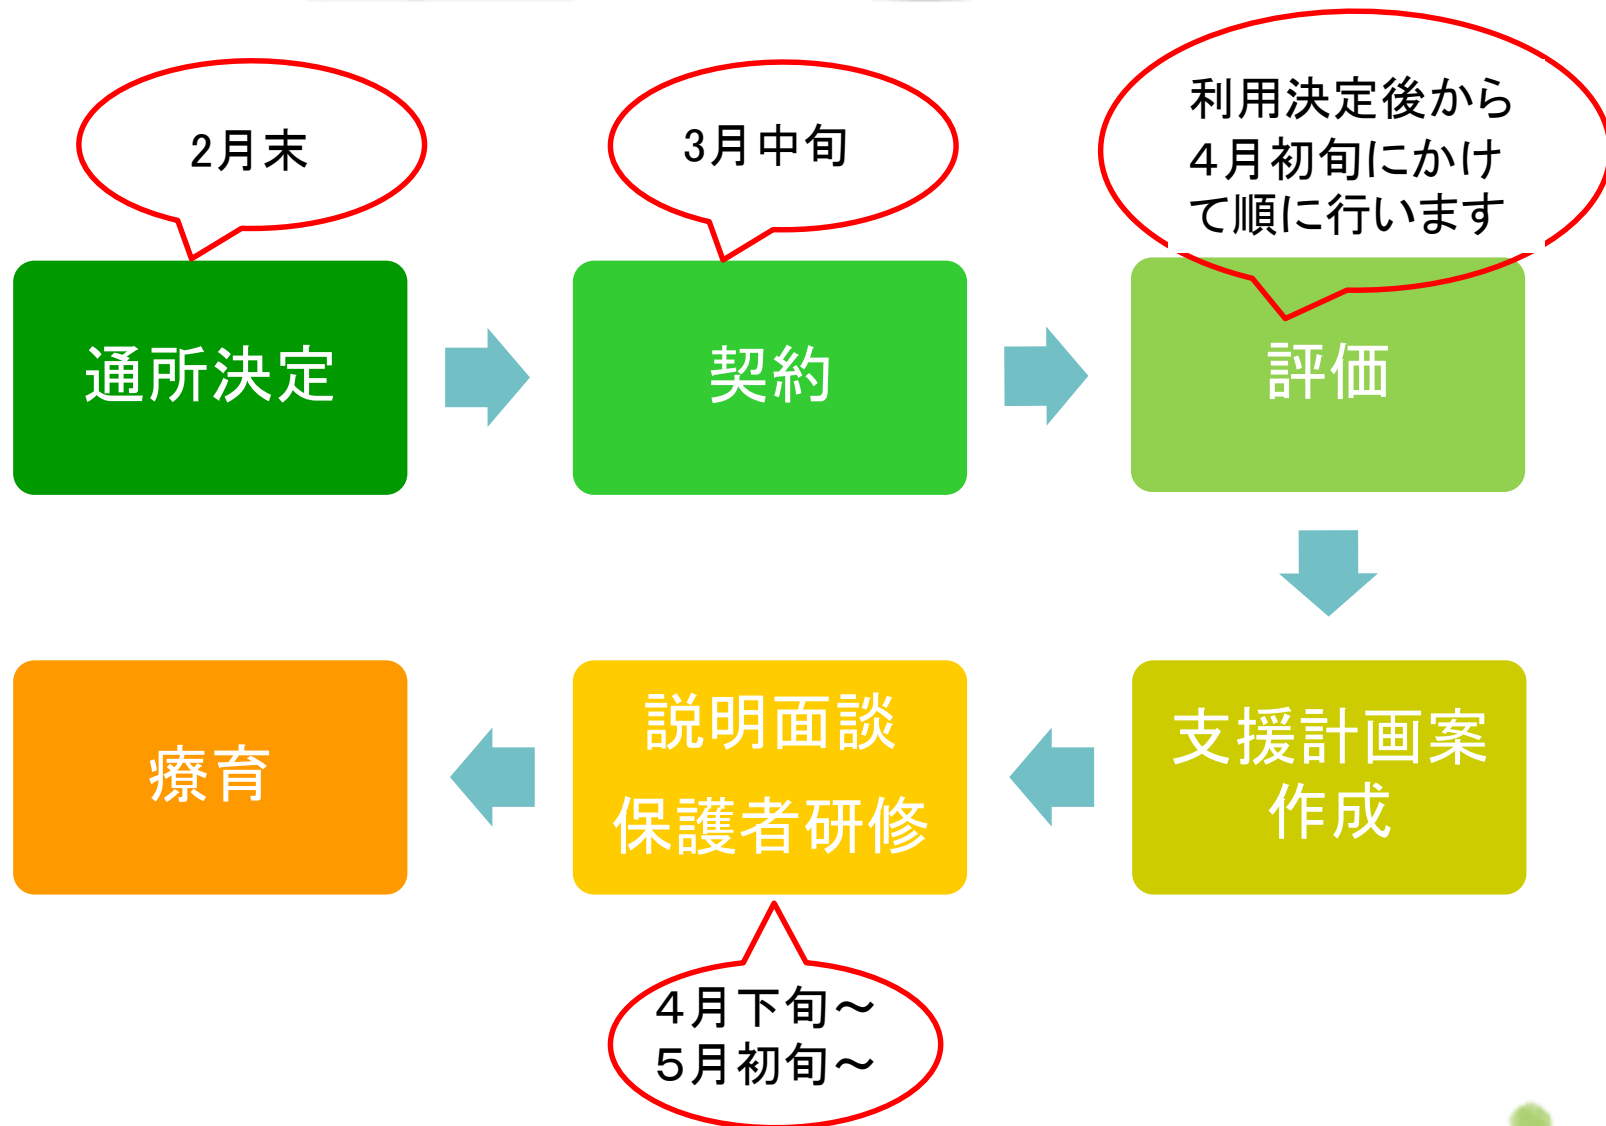 2月末
3月中旬
利用決定後から
４月初旬にかけ
て順に行います
通所決定
契約
評価
支援計画案
作成
説明面談
保護者研修
療育
４月下旬～
５月初旬～